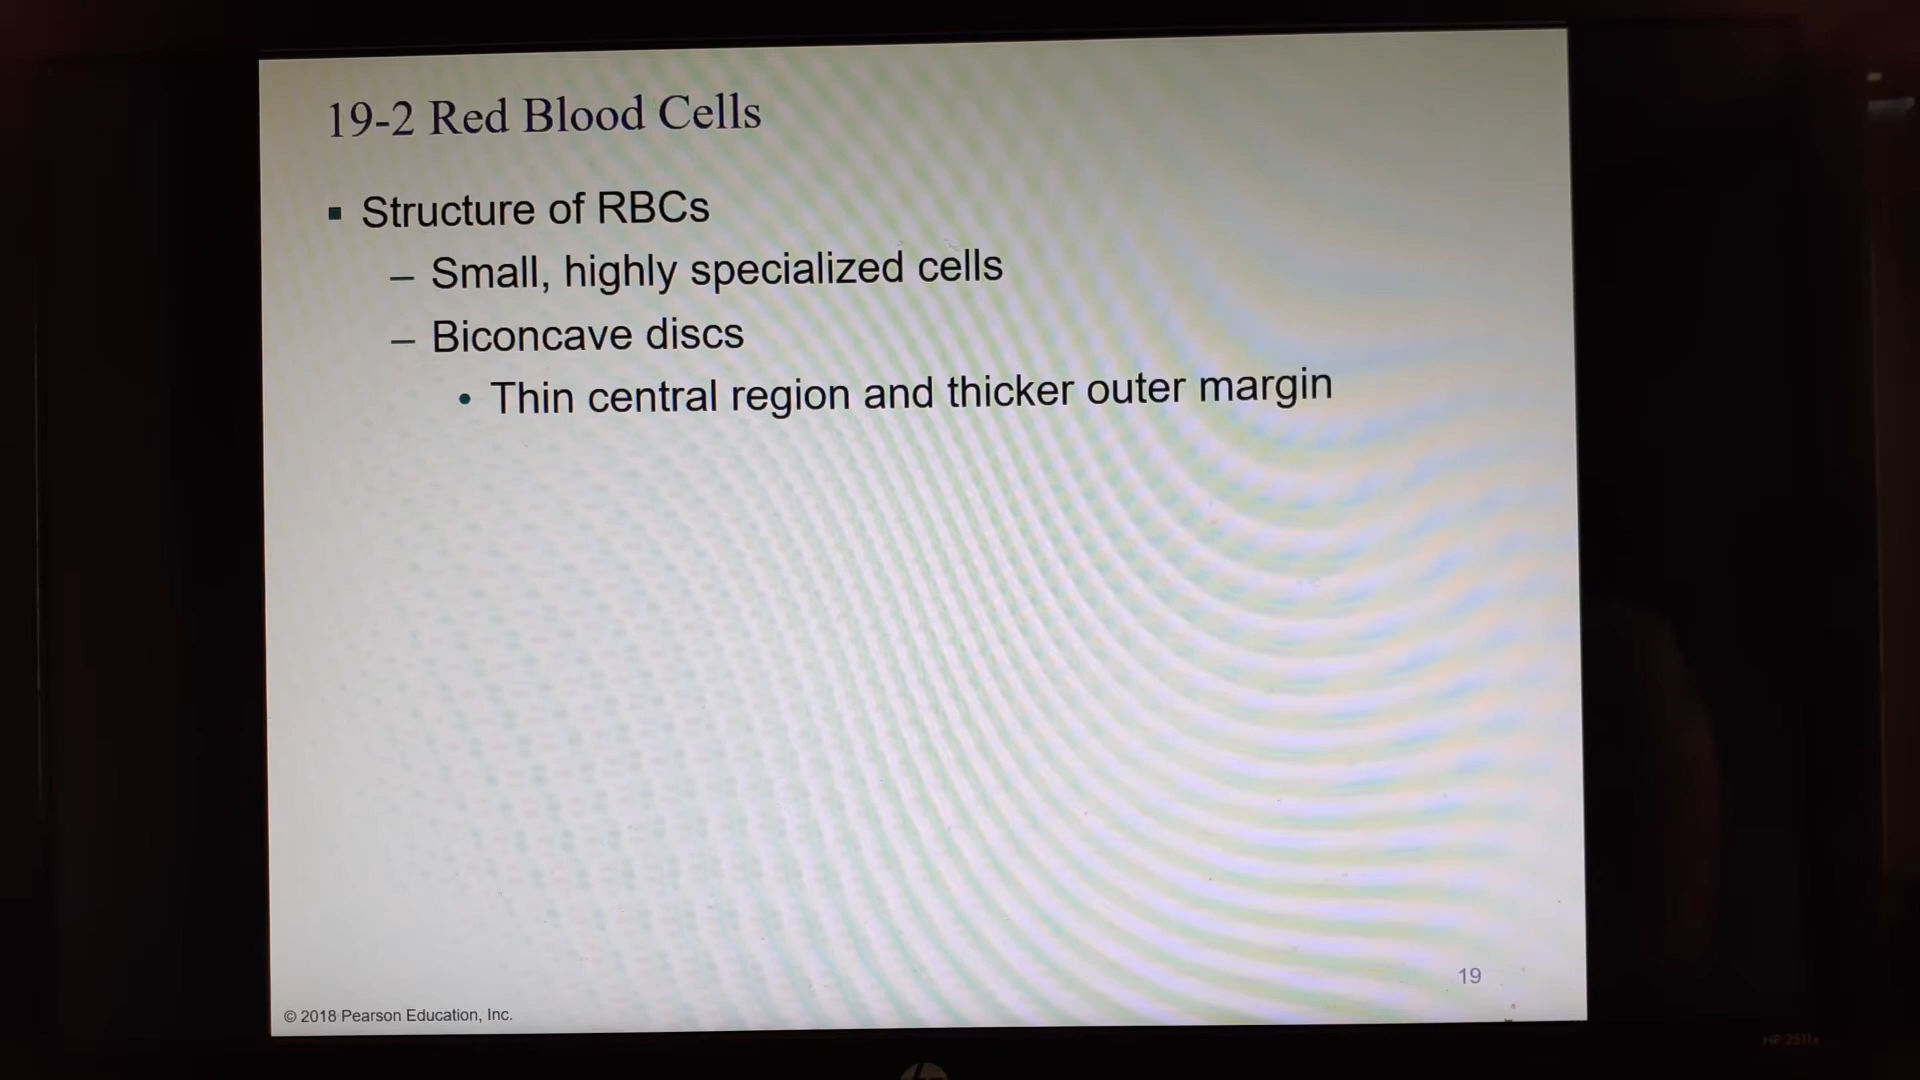 19-2 Red Blood Cells
▪ Structure of RBCs
– Small, highly specialized cells
– Biconcave discs
• Thin central region and thicker outer margin
19
© 2018 Pearson Education, Inc.
hp